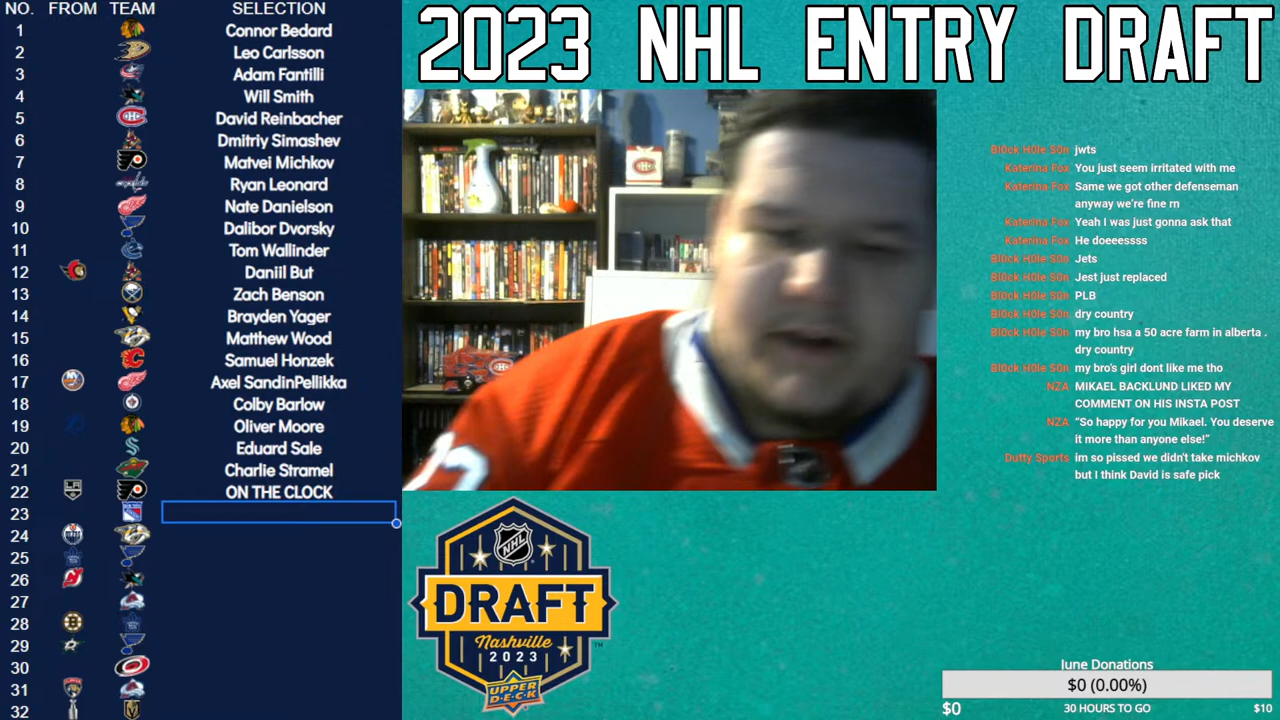 NO. FROM TEAM SELECTION
1 Connor Bedard
2 Leo Carlsson
3 Adam Fantilli
4 Will Smith
5 David Reinbacher
6 Dmitriy Simashev
7 Matvei Michkov
8 Ryan Leonard
9 Nate Danielson
10 Dalibor Dvorsky
11 Tom Wallinder
12 Daniil But
13 Zach Benson
14 Brayden Yager
15 Matthew Wood
16 Samuel Honzek
17 Axel SandinPellikka
18 Colby Barlow
19 Oliver Moore
20 Eduard Sale
21 Charlie Stramel
22 ON THE CLOCK
23
24
25
26
27
28
29
30
31
32
2023 NHL ENTRY DRAFT
Bl0ck H0le S0n jwts
Katerina Fox You just seem irritated with me
Katerina Fox Same we got other defenseman
anyway we're fine rn
Katerina Fox Yeah I was just gonna ask that
Katerina Fox He doeeessss
Bl0ck H0le S0n Jets
Bl0ck H0le S0n Jest just replaced
Bl0ck H0le S0n PLB
Bl0ck H0le S0n dry country
Bl0ck H0le S0n my bro hsa a 50 acre farm in alberta .
dry country
Bl0ck H0le S0n my bro's girl dont like me tho
NZA MIKAEL BACKLUND LIKED MY
COMMENT ON HIS INSTA POST
NZA “So happy for you Mikael. You deserve
it more than anyone else!”
Dutty Sports im so pissed we didn't take michkov
but I think David is safe pick
NHL
DRAFT
Nashville
2023
UPPER
DECK
June Donations
$0 (0.00%)
$0 30 HOURS TO GO $10